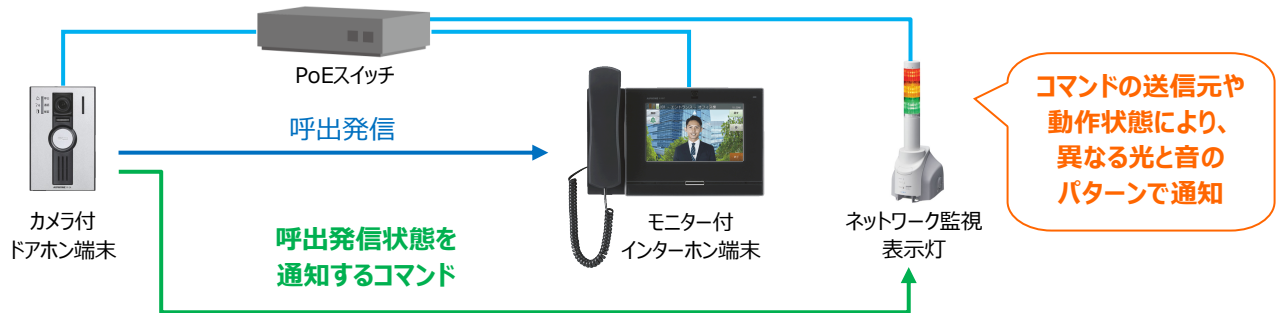 PoEスイッチ
呼出発信
カメラ付
ドアホン端末
呼出発信状態を
通知するコマンド
モニター付
インターホン端末
ネットワーク監視
表示灯
コマンドの送信元や
動作状態により、
異なる光と音の
パターンで通知